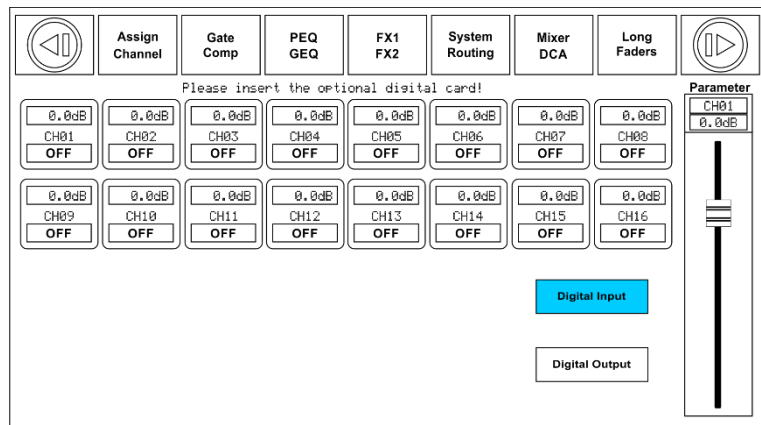 Assign Channel
Gate Comp
PEQ GEQ
FX1 FX2
System Routing
Mixer DCA
Long Faders
Please insert the optional digital card!
Parameter
CH01
0.0dB
0.0dB 0.0dB 0.0dB 0.0dB 0.0dB 0.0dB 0.0dB 0.0dB
CH01 CH02 CH03 CH04 CH05 CH06 CH07 CH08
OFF OFF OFF OFF OFF OFF OFF OFF
0.0dB 0.0dB 0.0dB 0.0dB 0.0dB 0.0dB 0.0dB 0.0dB
CH09 CH10 CH11 CH12 CH13 CH14 CH15 CH16
OFF OFF OFF OFF OFF OFF OFF OFF
Digital Input
Digital Output